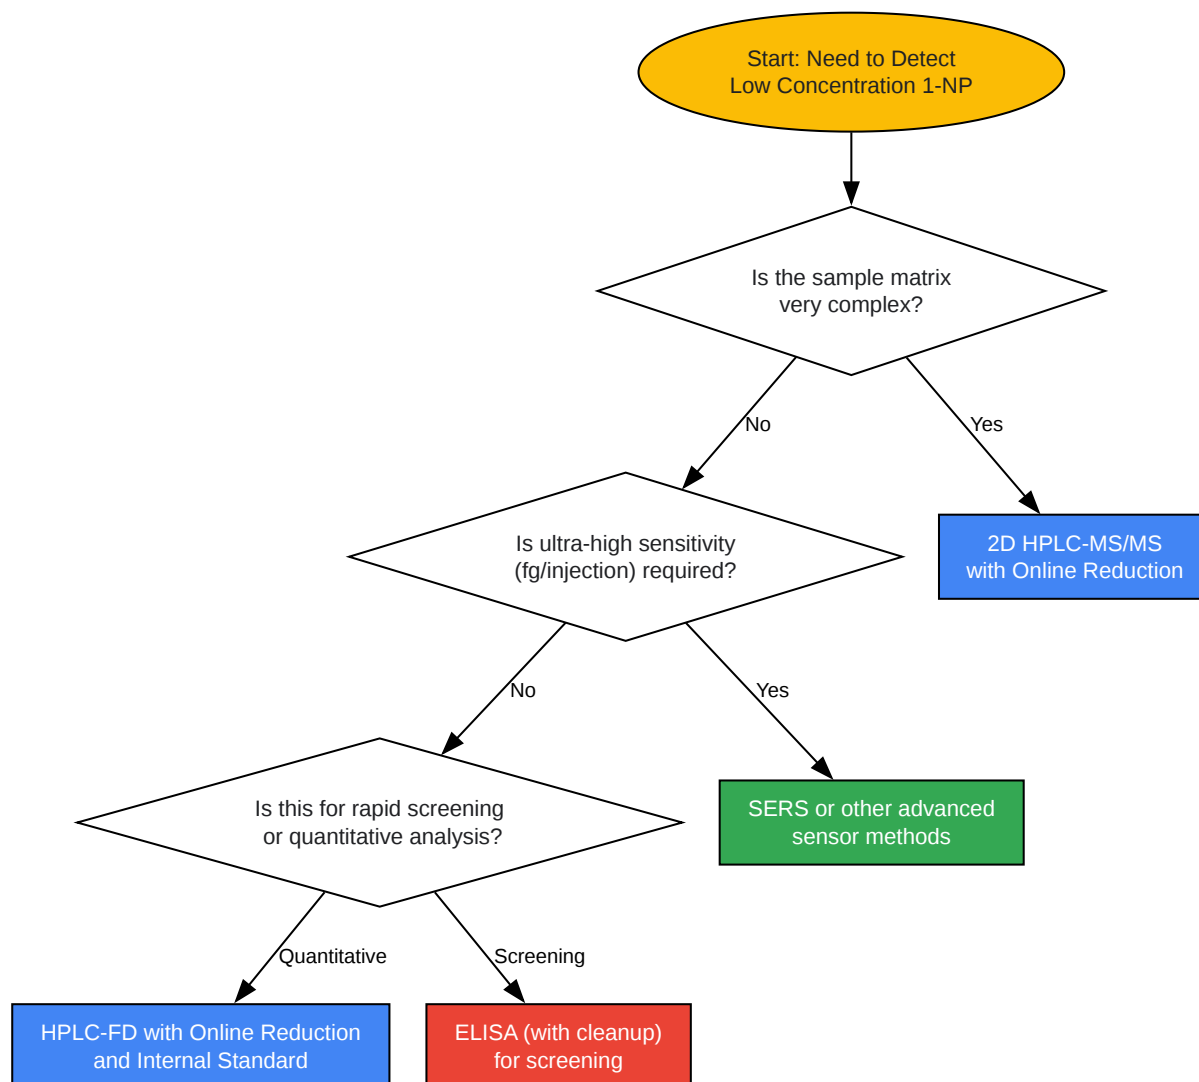 Start: Need to Detect
Low Concentration 1-NP
Is the sample matrix
very complex?
No
Yes
Is ultra-high sensitivity
(fg/injection) required?
2D HPLC-MS/MS
with Online Reduction
No
Yes
Is this for rapid screening
or quantitative analysis?
SERS or other advanced
sensor methods
Quantitative
Screening
HPLC-FD with Online Reduction
and Internal Standard
ELISA (with cleanup)
for screening